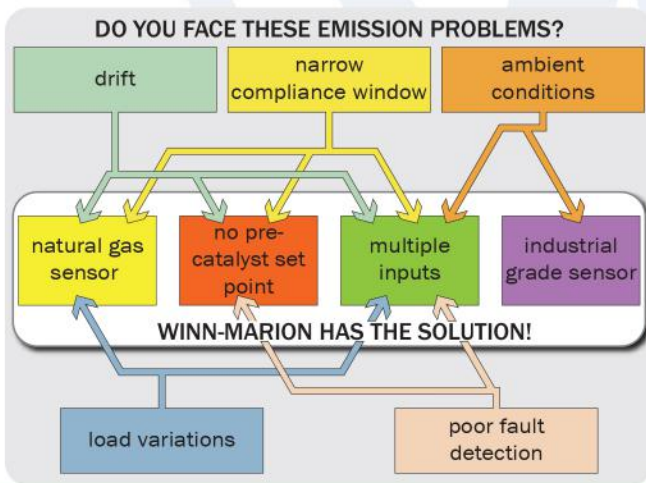 DO YOU FACE THESE EMISSION PROBLEMS?
drift
narrow
compliance window
ambient
conditions
natural gas
sensor
no pre-
catalyst set
point
multiple
inputs
industrial
grade sensor
WINN-MARION HAS THE SOLUTION!
load variations
poor fault
detection